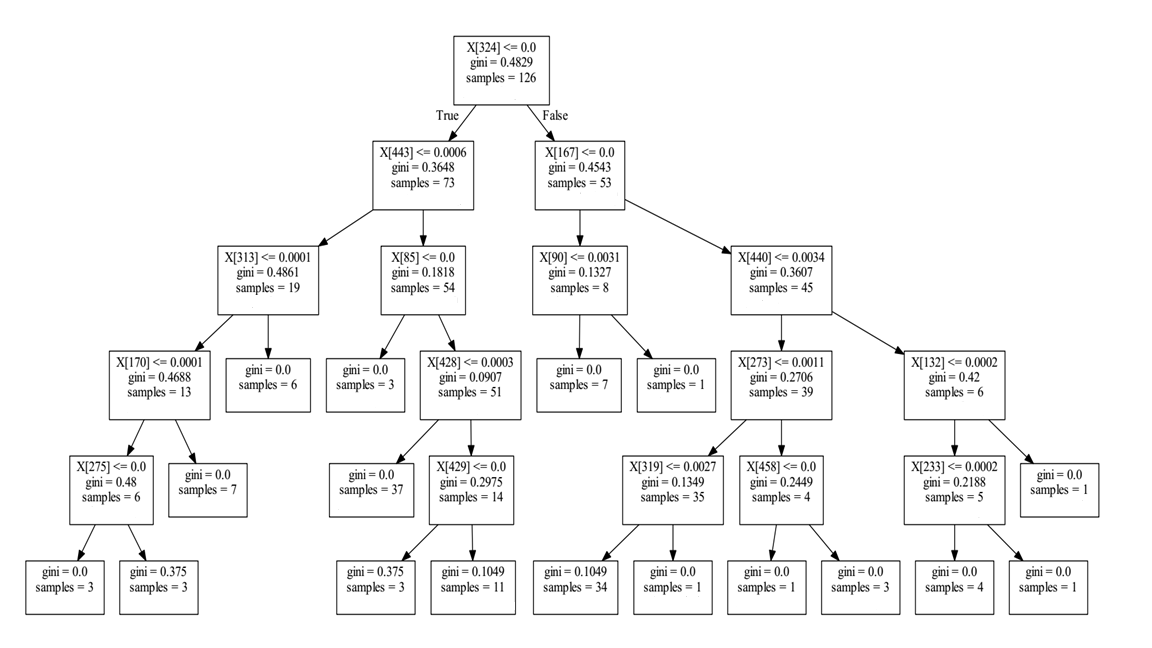 X[324] <= 0.0
gini = 0.4829
samples = 126
True
False
X[443] <= 0.0006
gini = 0.3648
samples = 73
X[167] <= 0.0
gini = 0.4543
samples = 53
X[313] <= 0.0001
gini = 0.4861
samples = 19
X[85] <= 0.0
gini = 0.1818
samples = 54
X[90] <= 0.0031
gini = 0.1327
samples = 8
X[440] <= 0.0034
gini = 0.3607
samples = 45
X[170] <= 0.0001
gini = 0.4688
samples = 13
gini = 0.0
samples = 6
gini = 0.0
samples = 3
X[428] <= 0.0003
gini = 0.0907
samples = 51
gini = 0.0
samples = 7
gini = 0.0
samples = 1
X[273] <= 0.0011
gini = 0.2706
samples = 39
X[132] <= 0.0002
gini = 0.42
samples = 6
X[275] <= 0.0
gini = 0.48
samples = 6
gini = 0.0
samples = 7
gini = 0.0
samples = 37
X[429] <= 0.0
gini = 0.2975
samples = 14
X[319] <= 0.0027
gini = 0.1349
samples = 35
X[458] <= 0.0
gini = 0.2449
samples = 4
X[233] <= 0.0002
gini = 0.2188
samples = 5
gini = 0.0
samples = 1
gini = 0.0
samples = 3
gini = 0.375
samples = 3
gini = 0.375
samples = 3
gini = 0.1049
samples = 11
gini = 0.1049
samples = 34
gini = 0.0
samples = 1
gini = 0.0
samples = 1
gini = 0.0
samples = 3
gini = 0.0
samples = 4
gini = 0.0
samples = 1